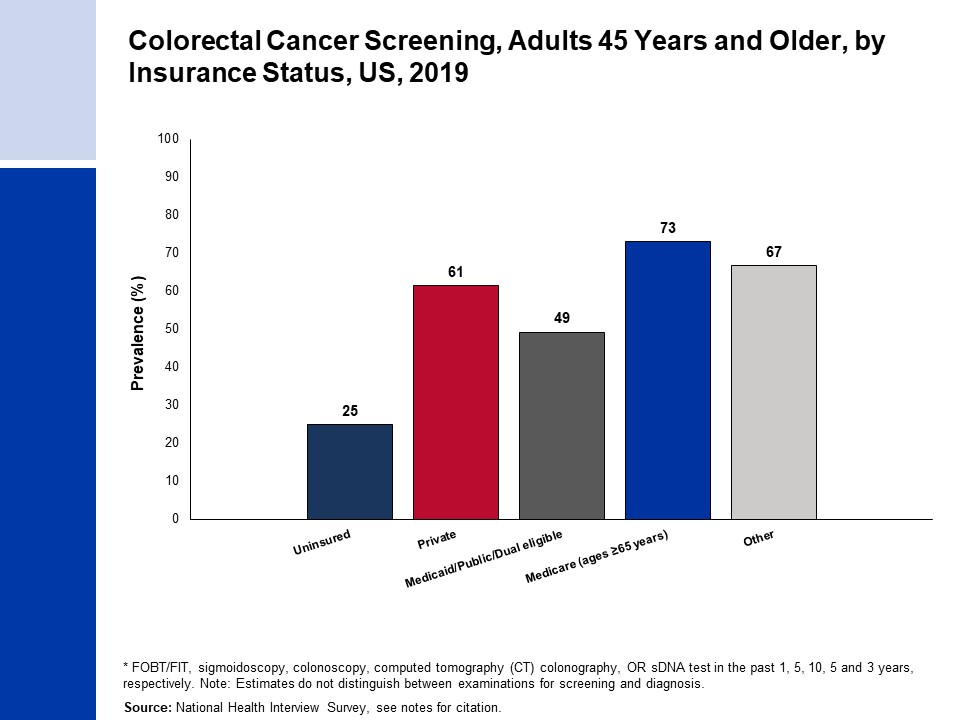 Colorectal Cancer Screening, Adults 45 Years and Older, by
Insurance Status, US, 2019
100
90
80
70
60
50
40
30
20
10
0
Prevalence (%)
25
61
49
73
67
Uninsured
Private
Medicaid/Public/Dual eligible
Medicare (ages ≥65 years)
Other
* FOBT/FIT, sigmoidoscopy, colonoscopy, computed tomography (CT) colonography, OR sDNA test in the past 1, 5, 10, 5 and 3 years,
respectively. Note: Estimates do not distinguish between examinations for screening and diagnosis.
Source: National Health Interview Survey, see notes for citation.